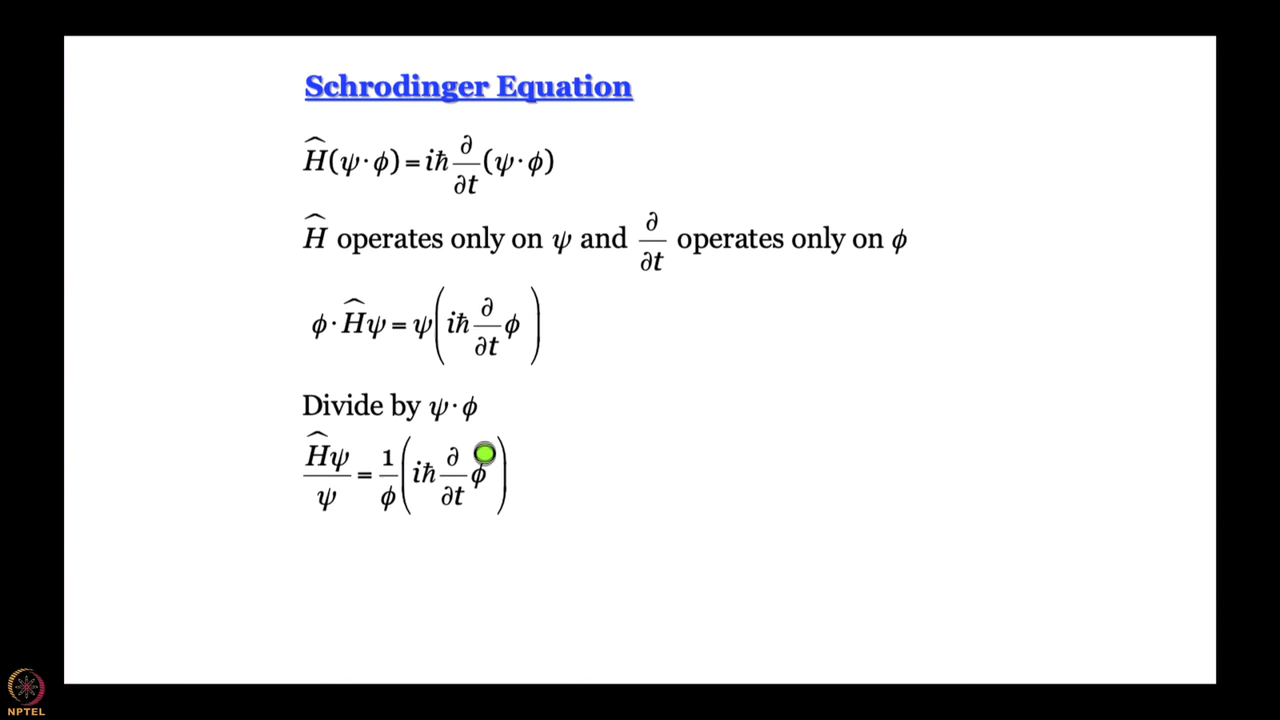 Schrodinger Equation
Ĥ(ψ·ϕ) = iħ ∂/∂t (ψ·ϕ)
Ĥ operates only on ψ and ∂/∂t operates only on ϕ
ϕ·Ĥψ = ψ(iħ ∂/∂t ϕ)
Divide by ψ·ϕ
Ĥψ/ψ = 1/ϕ (iħ ∂/∂t ϕ)
NPTEL